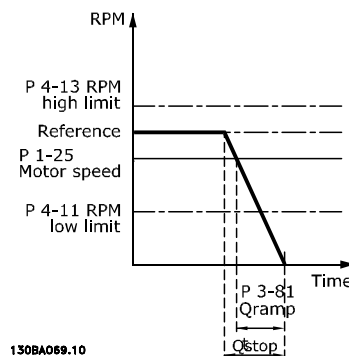 RPM
P 4-13 RPM
high limit
Reference
P 1-25
Motor speed
P 4-11 RPM
low limit
Time
P 3-81
Qramp
Qstop
130BA069.10